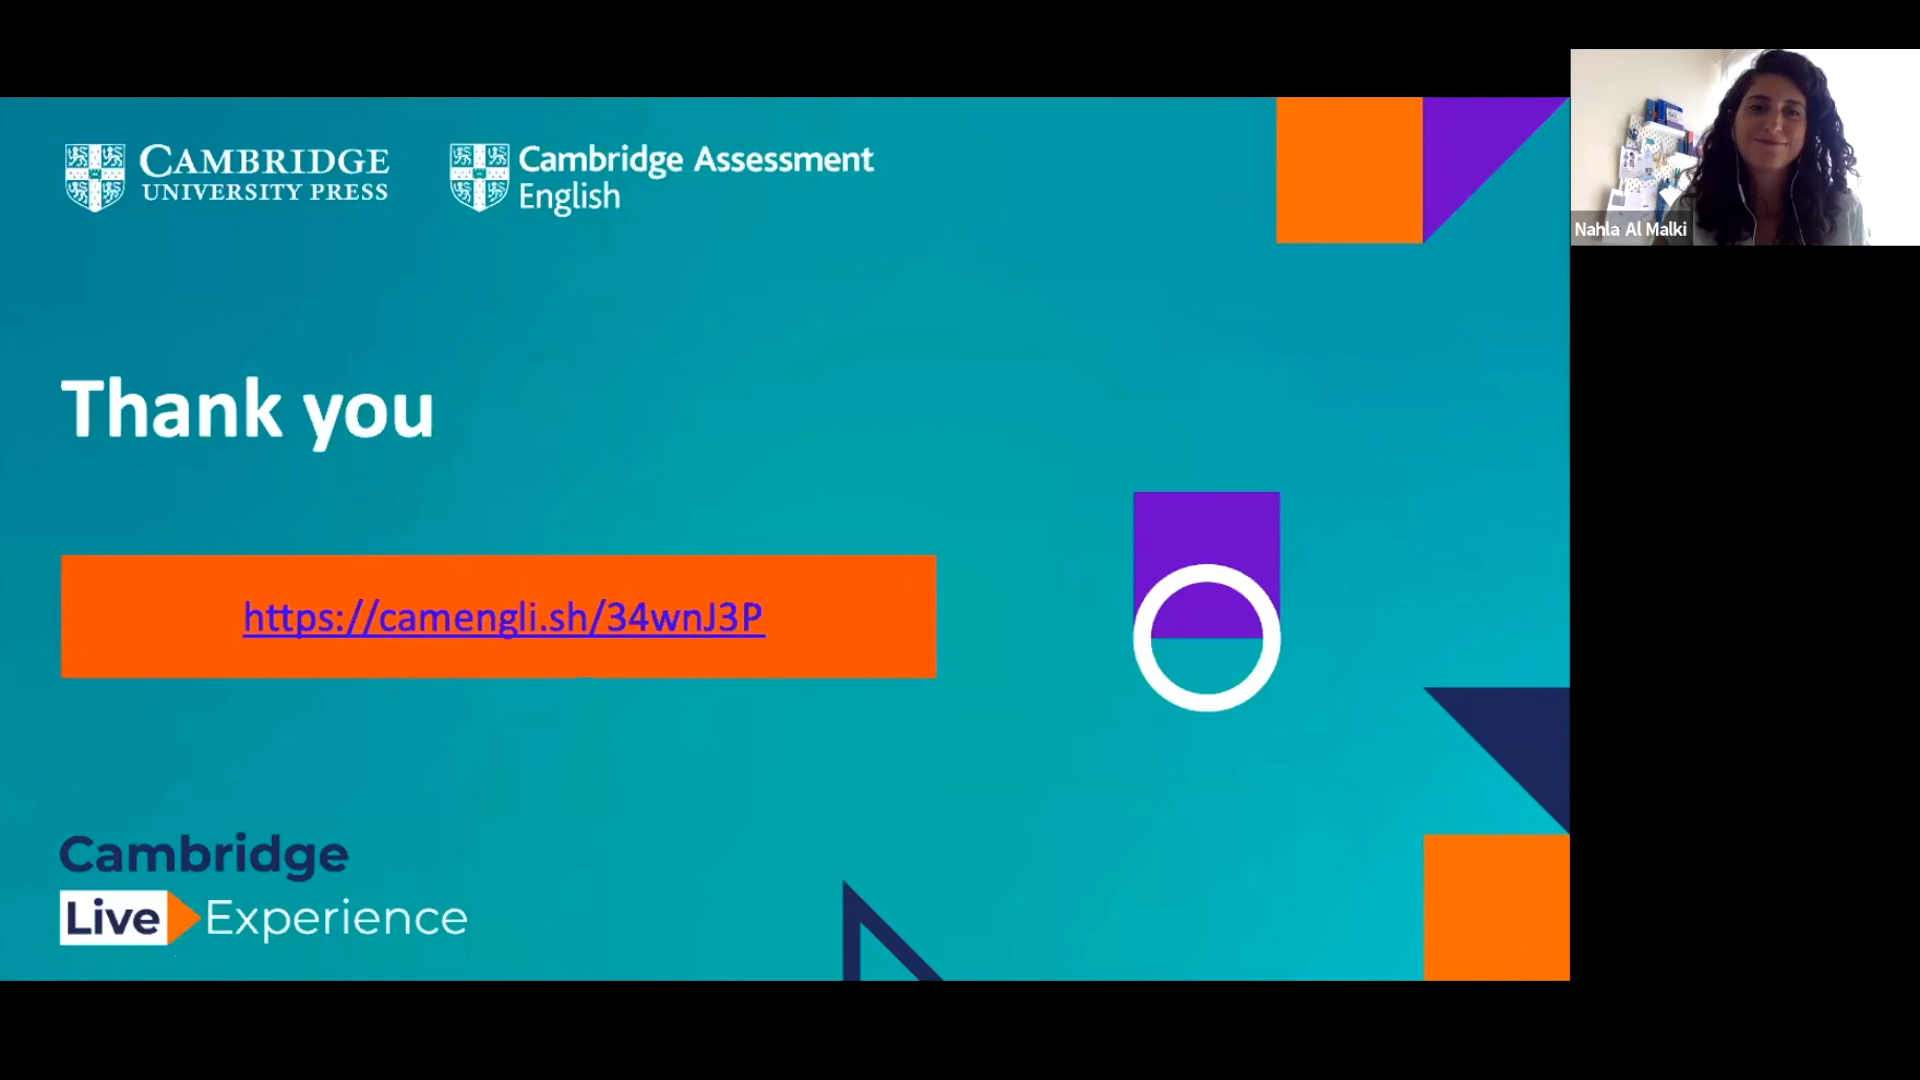 CAMBRIDGE
UNIVERSITY PRESS
Cambridge Assessment
English
Thank you
https://camengli.sh/34wnJ3P
Cambridge
Live Experience
Nahla Al Malki